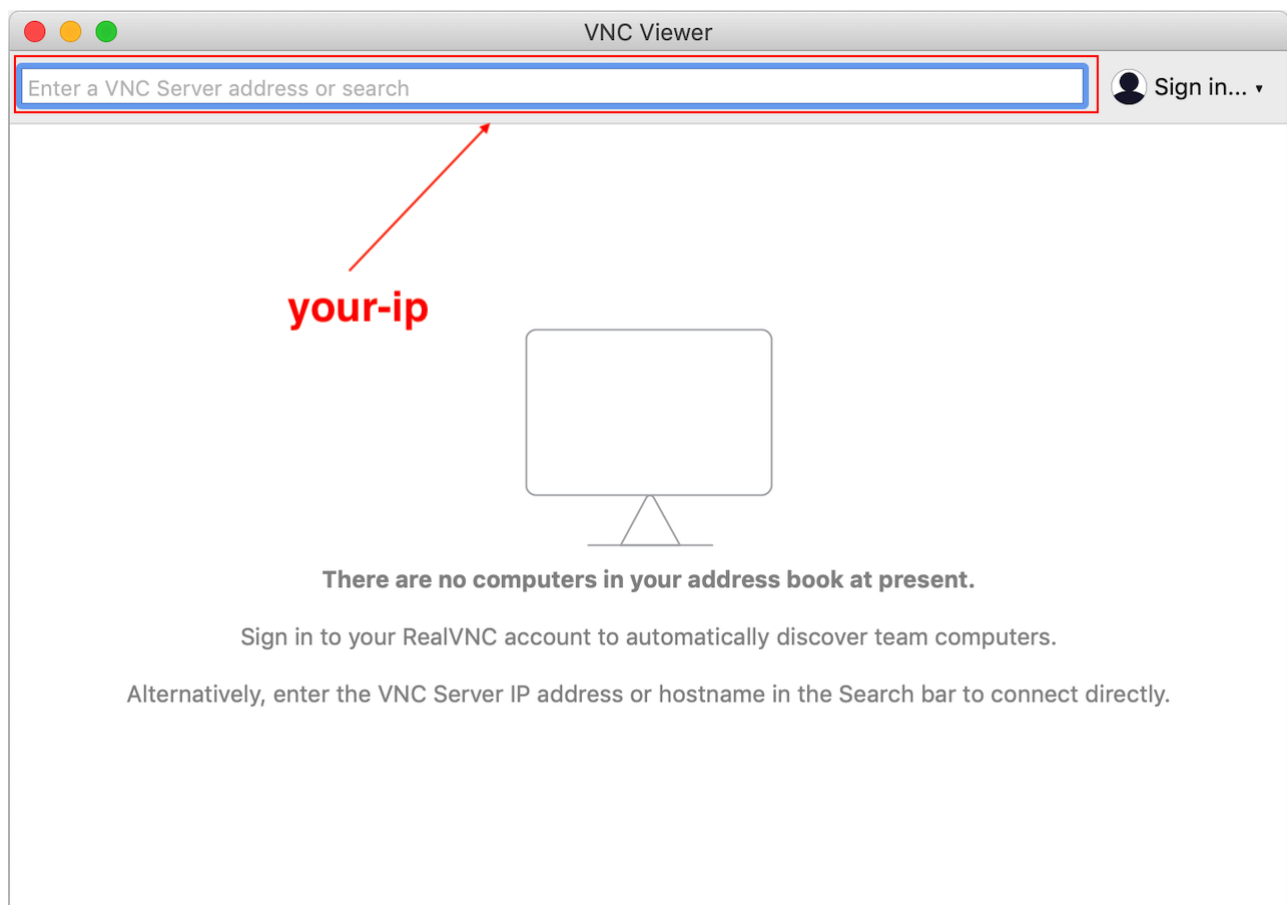 VNC Viewer
Enter a VNC Server address or search
Sign in...
your-ip
There are no computers in your address book at present.
Sign in to your RealVNC account to automatically discover team computers.
Alternatively, enter the VNC Server IP address or hostname in the Search bar to connect directly.